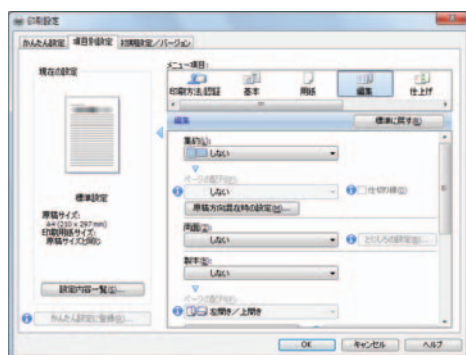 印刷設定
かんたん設定 項目別設定 初期設定／バージョン
現在の設定
標準設定
原稿サイズ:
A4 (210 x 297 mm)
印刷用紙サイズ:
原稿サイズと同じ
設定内容一覧(S)...
かんたん設定に登録(R)...
メニュー項目:
印刷方法/認証 基本 用紙 編集 仕上げ
編集 標準に戻す(R)
集約(L):
しない
ページの配列(P):
しない 仕切り線(D)
原稿方向混在時の設定(M)...
両面(2):
しない とじしろの設定(G)...
製本(B):
しない
ページの配列(P):
左開き／上開き
OK キャンセル ヘルプ